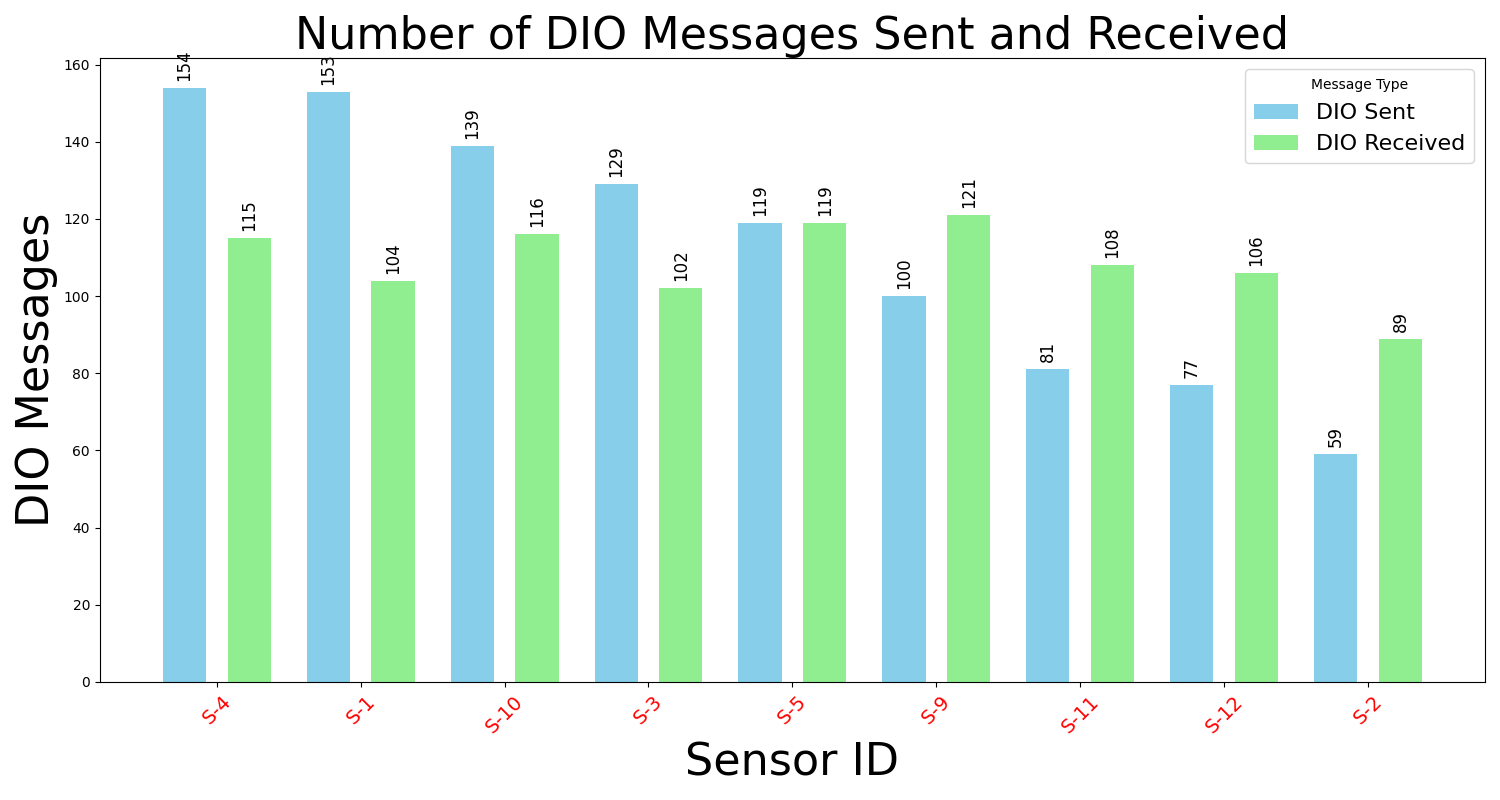 Number of DIO Messages Sent and Received
DIO Messages
160
140
120
100
80
60
40
20
0
154
115
153
104
139
116
129
102
119
119
100
121
81
108
77
106
59
89
Message Type
DIO Sent
DIO Received
S-4
S-1
S-10
S-3
S-5
S-9
S-11
S-12
S-2
Sensor ID